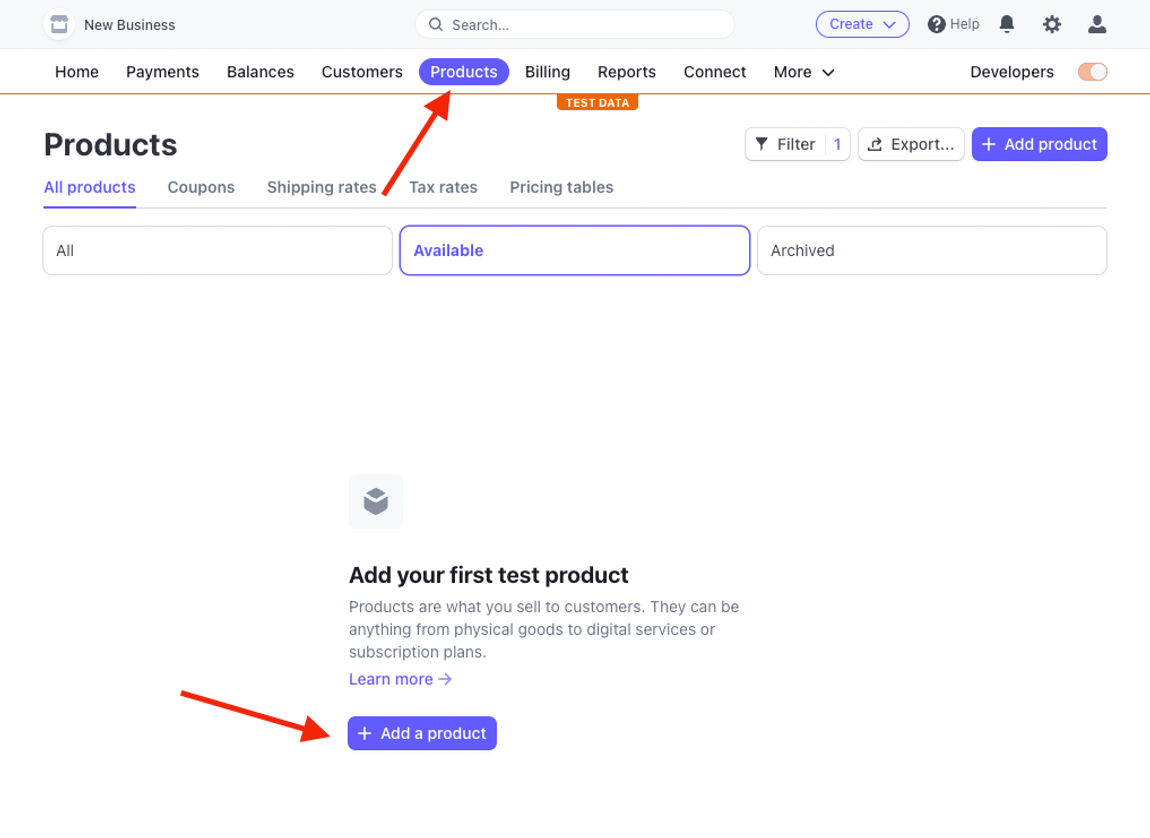 New Business
Search...
Create
Help
Home Payments Balances Customers Products Billing Reports Connect More Developers
TEST DATA
Products
Filter 1 Export... + Add product
All products Coupons Shipping rates Tax rates Pricing tables
All Available Archived
Add your first test product
Products are what you sell to customers. They can be
anything from physical goods to digital services or
subscription plans.
Learn more →
+ Add a product